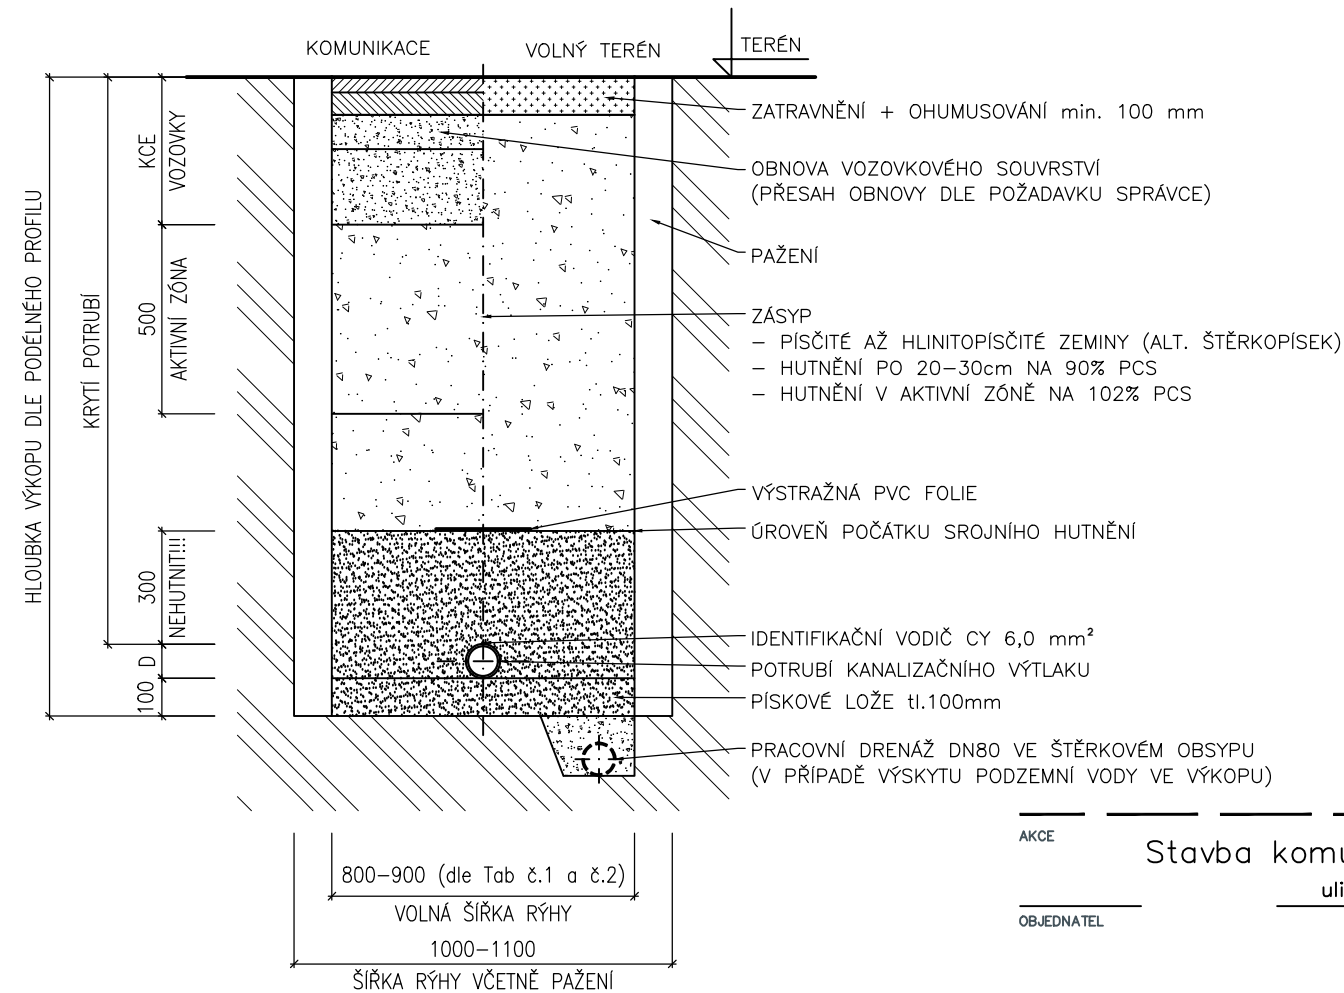 KOMUNIKACE
VOLNÝ TERÉN
TERÉN
HLOUBKA VÝKOPU DLE PODÉLNÉHO PROFILU
KRYTÍ POTRUBÍ
KCE
VOZOVKY
500
AKTIVNÍ ZÓNA
300
NEHUTNIT!!!
D
100
ZATRAVNĚNÍ + OHUMUSOVÁNÍ min. 100 mm
OBNOVA VOZOVKOVÉHO SOUVRSTVÍ
(PŘESAH OBNOVY DLE POŽADAVKU SPRÁVCE)
PAŽENÍ
ZÁSYP
– PÍSČITÉ AŽ HLINITOPÍSČITÉ ZEMINY (ALT. ŠTĚRKOPÍSEK)
– HUTNĚNÍ PO 20–30cm NA 90% PCS
– HUTNĚNÍ V AKTIVNÍ ZÓNĚ NA 102% PCS
VÝSTRAŽNÁ PVC FOLIE
ÚROVEŇ POČÁTKU SROJNÍHO HUTNĚNÍ
IDENTIFIKAČNÍ VODIČ CY 6,0 mm²
POTRUBÍ KANALIZAČNÍHO VÝTLAKU
PÍSKOVÉ LOŽE tl.100mm
PRACOVNÍ DRENÁŽ DN80 VE ŠTĚRKOVÉM OBSYPU
(V PŘÍPADĚ VÝSKYTU PODZEMNÍ VODY VE VÝKOPU)
800–900 (dle Tab č.1 a č.2)
VOLNÁ ŠÍŘKA RÝHY
1000–1100
ŠÍŘKA RÝHY VČETNĚ PAŽENÍ
AKCE
Stavba komu
uli
OBJEDNATEL